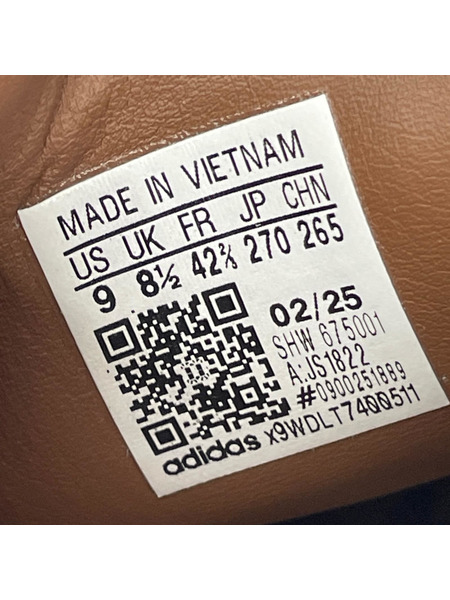 MADE IN VIETNAM
US UK FR JP CHN
9 8½ 42⅔ 270 265
02/25
SHW 675001
A:JS1822
#0900251889
adidas x9WDLT74QQ511